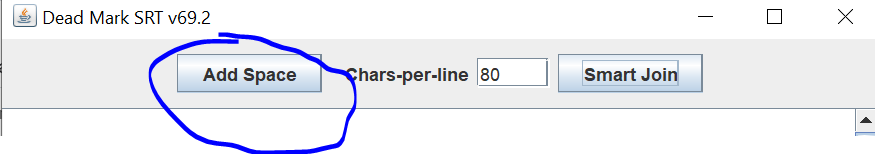 Dead Mark SRT v69.2
Add Space Chars-per-line 80 Smart Join